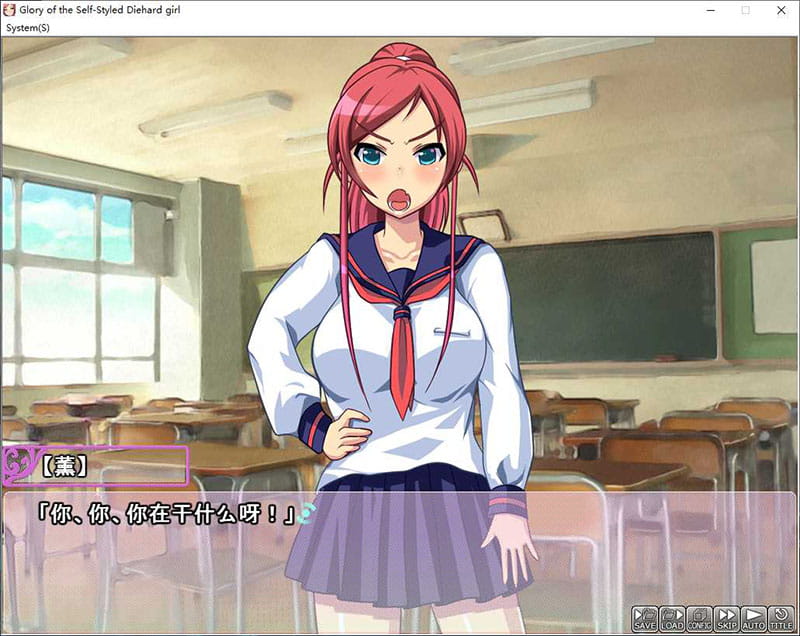 Glory of the Self-Styled Diehard girl
System(S)
【薫】
「你、你、你在干什么呀！」
SAVE LOAD CONFIG SKIP AUTO TITLE